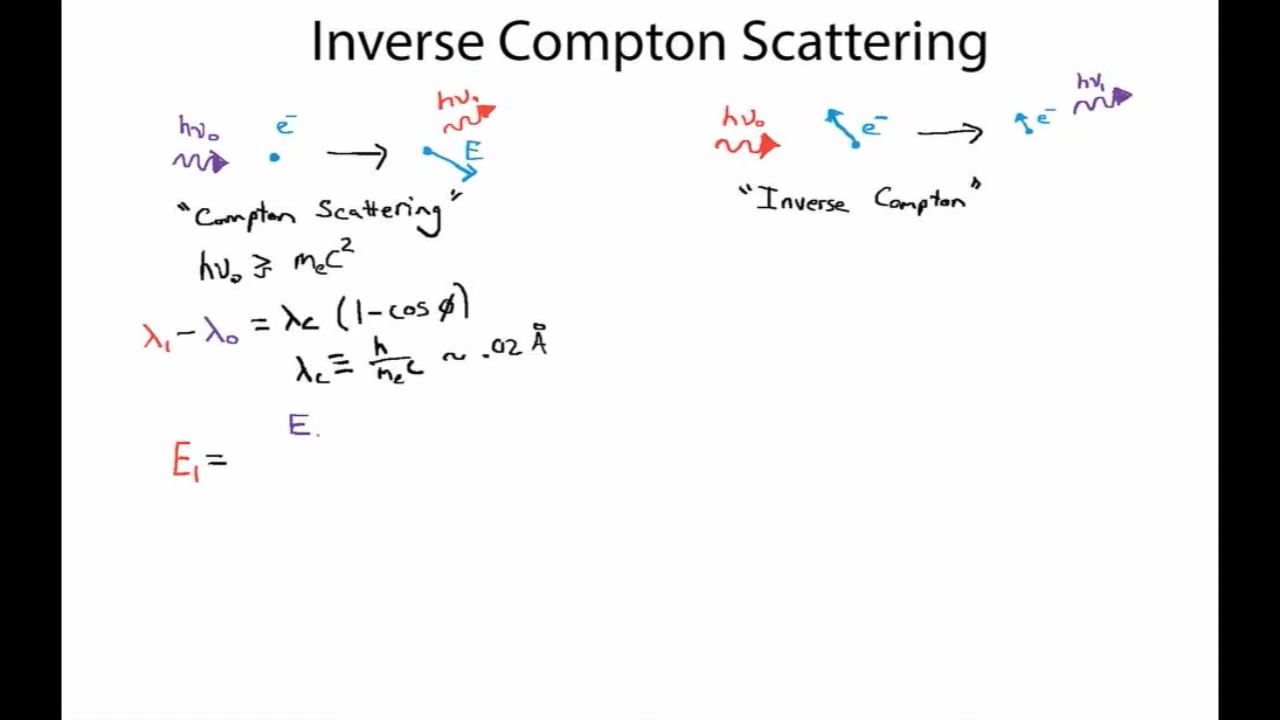 Inverse Compton Scattering
hν₀ e⁻ → hν₁ E
"Compton Scattering"
hν₀ ≳ mₑc²
λ₁ - λ₀ = λc (1 - cos ϕ)
λc ≡ h/mₑc ~ .02 Å
E₁ = E.
hν₀ e⁻ → e⁻ hν₁
"Inverse Compton"